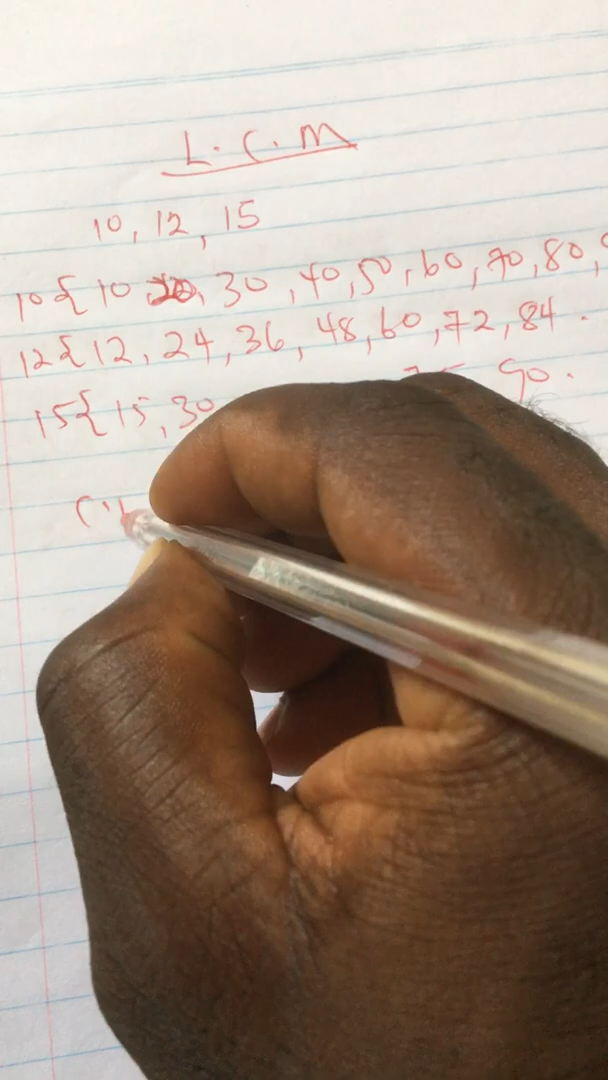 L.C.M
10, 12, 15
10{ 10 20, 30, 40, 50, 60, 70, 80,
12{ 12, 24, 36, 48, 60, 72, 84.
15{ 15, 30 75 90.